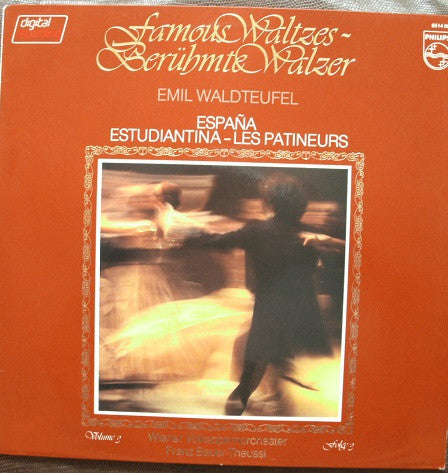 digital
Famous Waltzes-
Berühmte Walzer
PHILIPS
EMIL WALDTEUFEL
ESPAÑA
ESTUDIANTINA-LES PATINEURS
Volume 3
Wiener Volksopernorchester
Folge 3
Franz Bauer-Theussl